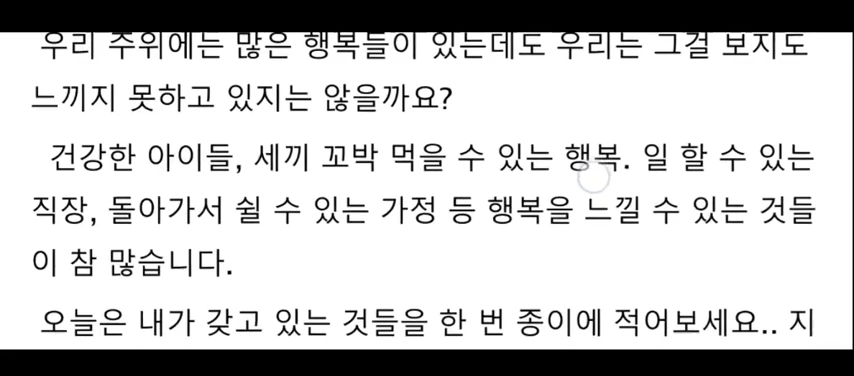 우리 주위에는 많은 행복들이 있는데도 우리는 그걸 보지도
느끼지 못하고 있지는 않을까요?
건강한 아이들, 세끼 꼬박 먹을 수 있는 행복. 일 할 수 있는
직장, 돌아가서 쉴 수 있는 가정 등 행복을 느낄 수 있는 것들
이 참 많습니다.
오늘은 내가 갖고 있는 것들을 한 번 종이에 적어보세요.. 지